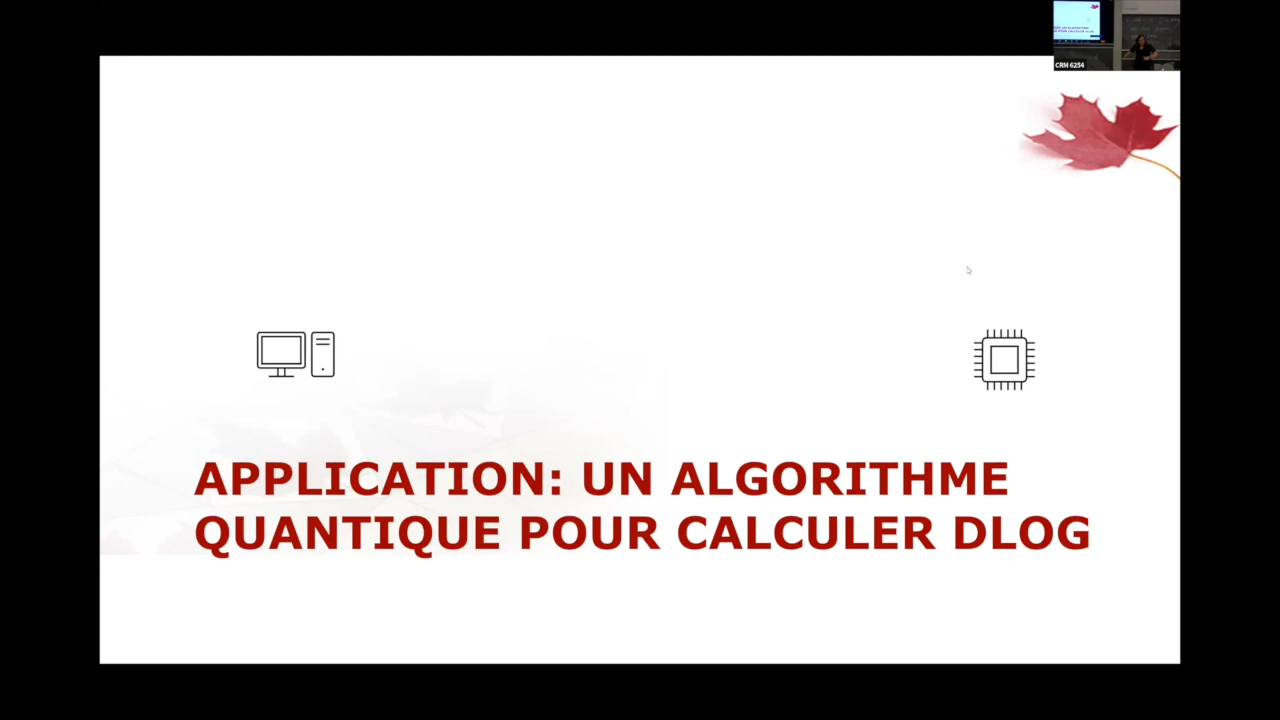 CRM 6254
APPLICATION: UN ALGORITHME
QUANTIQUE POUR CALCULER DLOG